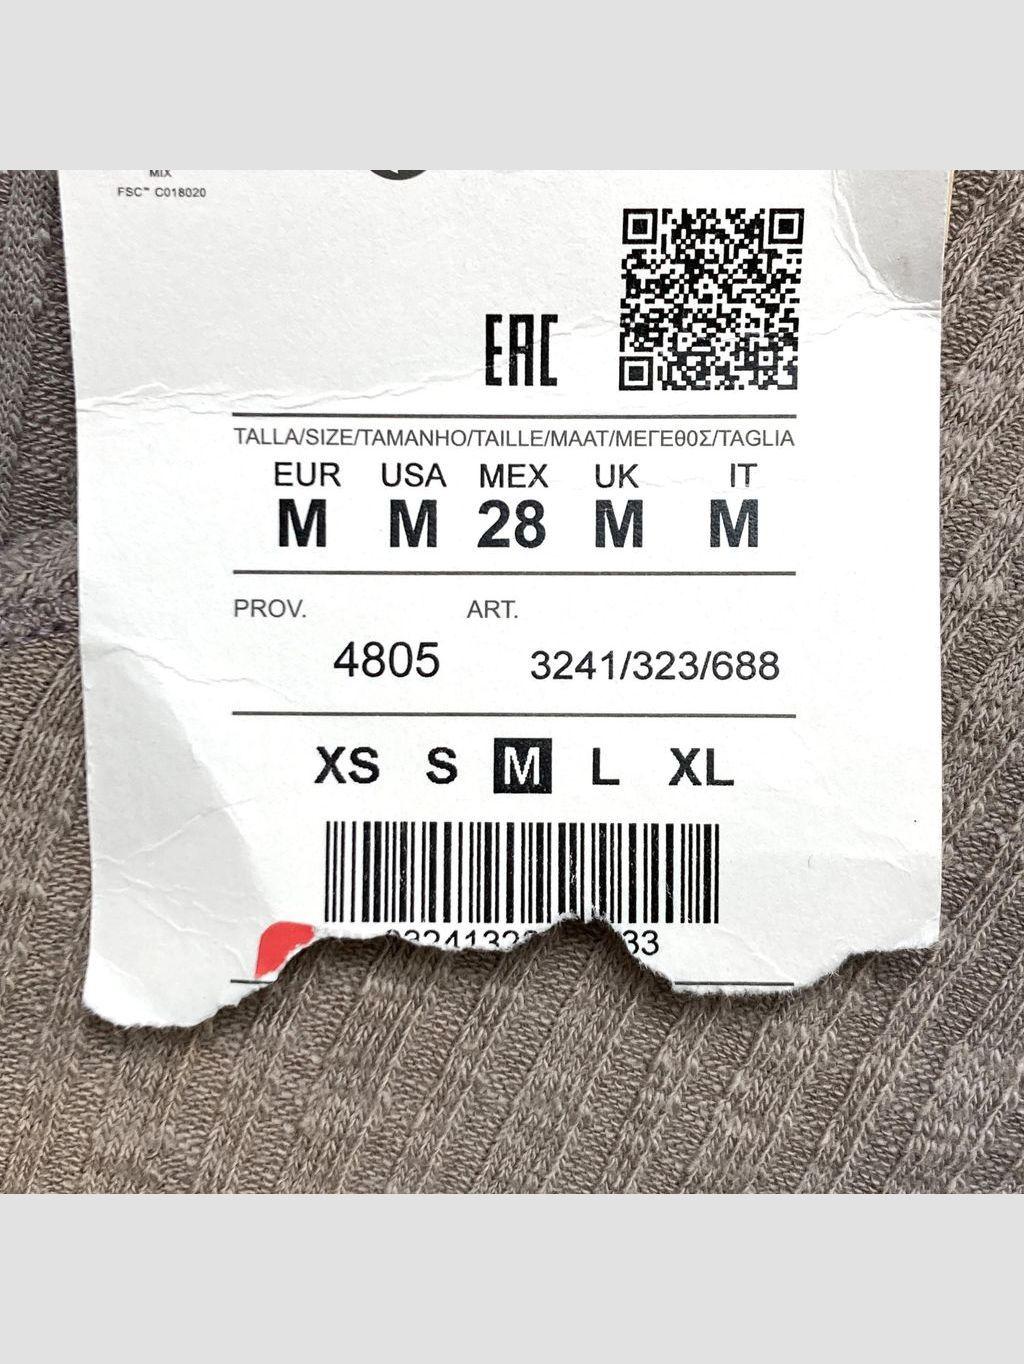 MIX
FSC™ C018020
EAC
TALLA/SIZE/TAMANHO/TAILLE/MAAT/ΜΕΓΕθΟΣ/TAGLIA
EUR USA MEX UK IT
M M 28 M M
PROV. ART.
4805 3241/323/688
XS S M L XL